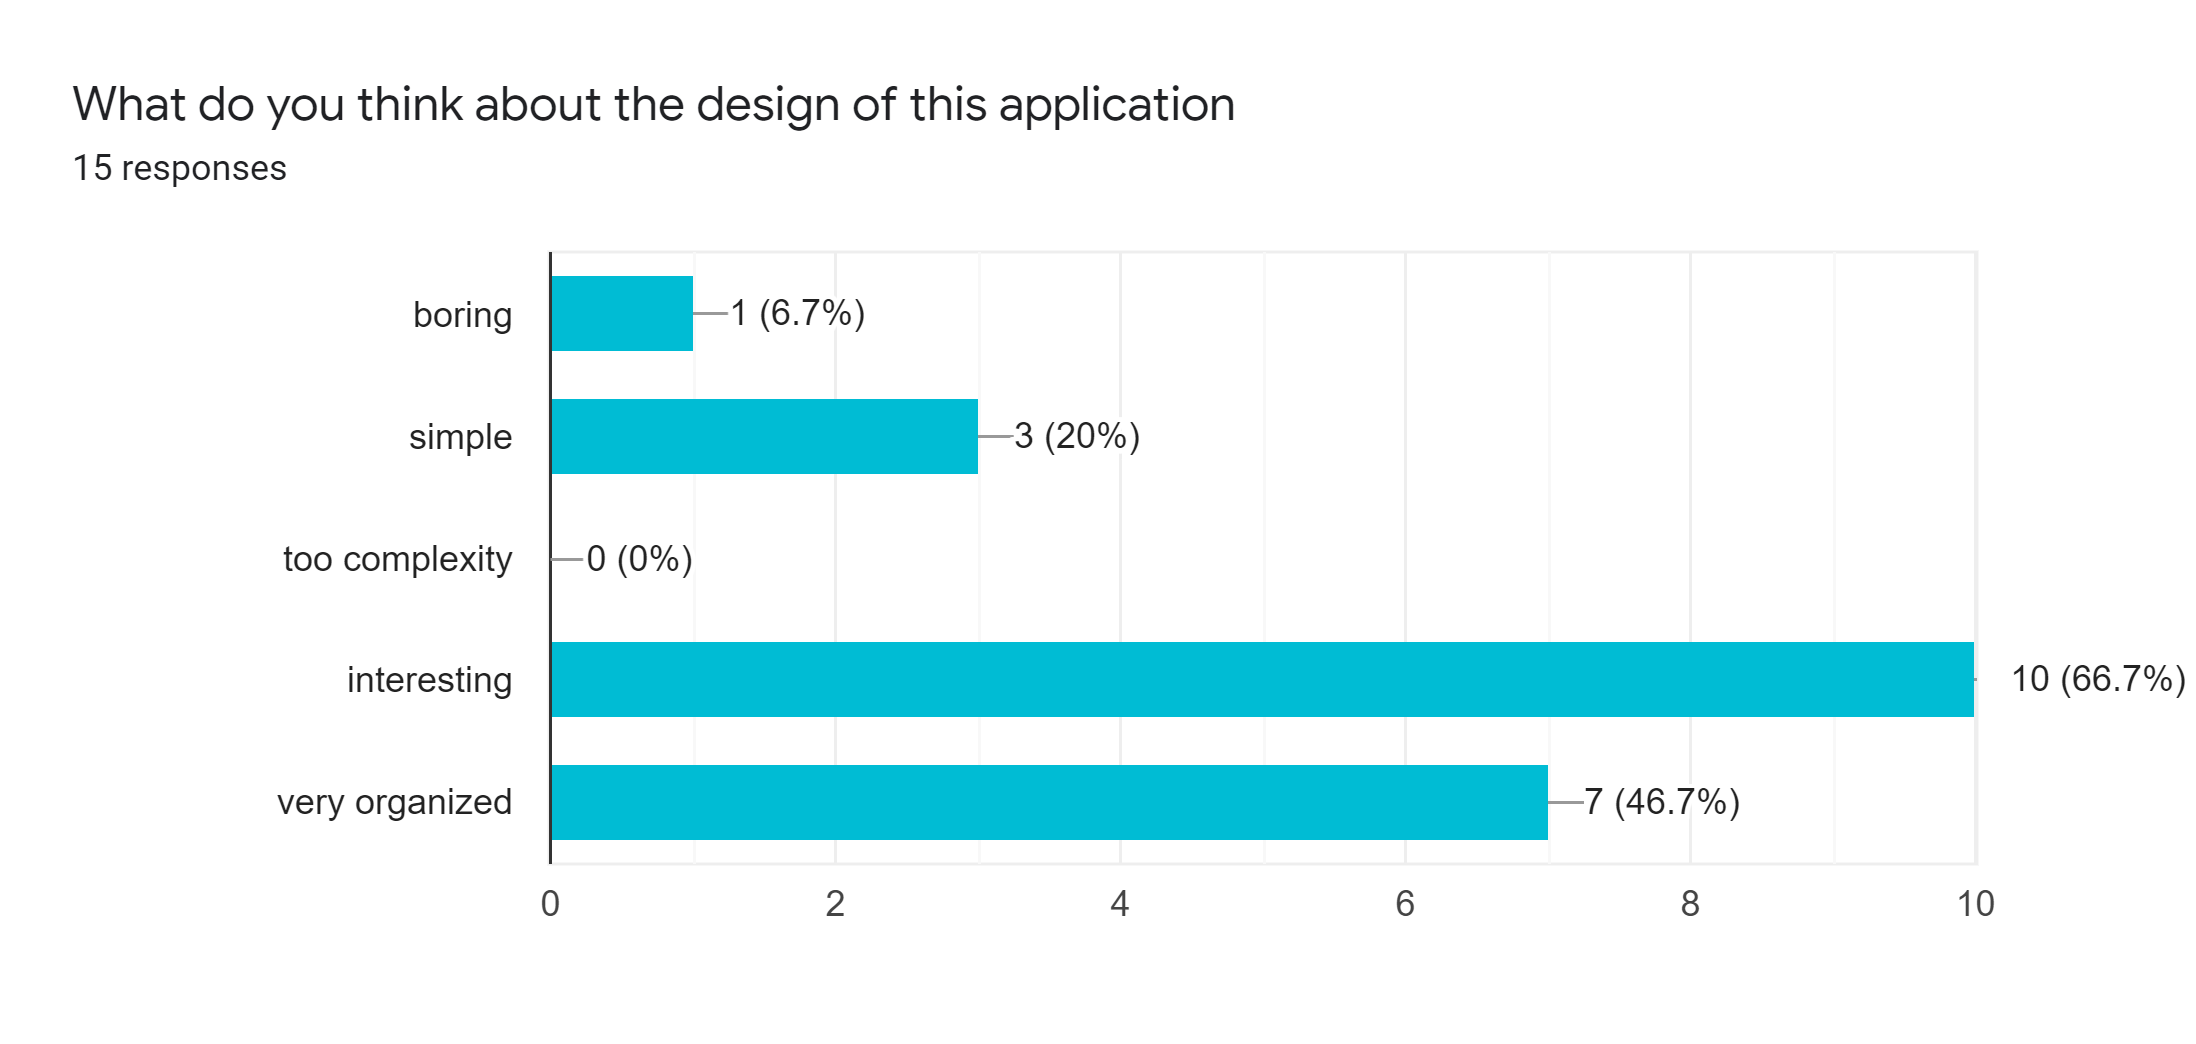 What do you think about the design of this application
15 responses
boring
1 (6.7%)
simple
3 (20%)
too complexity
0 (0%)
interesting
10 (66.7%)
very organized
7 (46.7%)
0 2 4 6 8 10